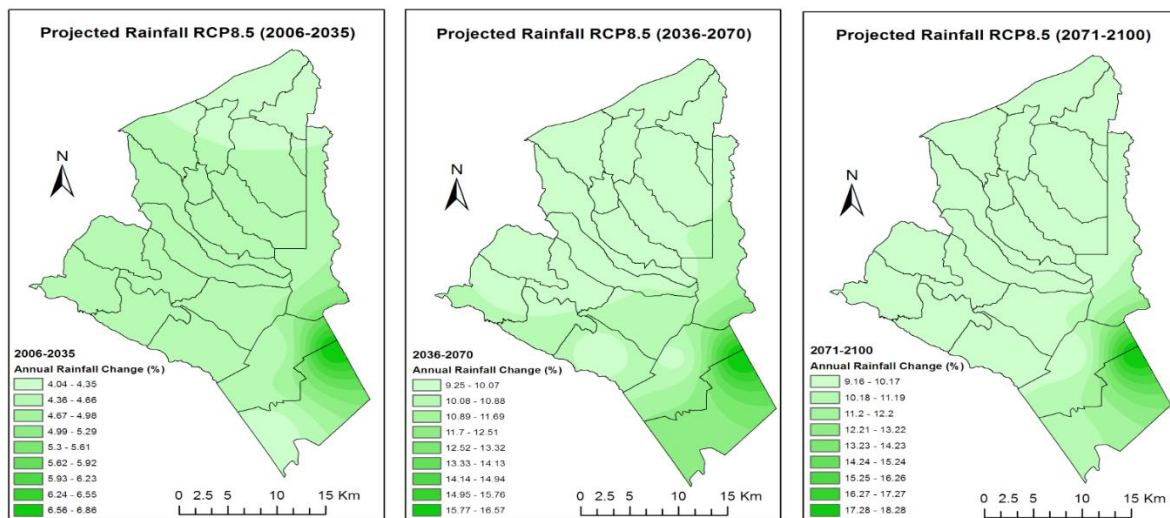 Projected Rainfall RCP8.5 (2006-2035)
N
2006-2035
Annual Rainfall Change (%)
4.04 - 4.35
4.36 - 4.66
4.67 - 4.98
4.99 - 5.29
5.3 - 5.61
5.62 - 5.92
5.93 - 6.23
6.24 - 6.55
6.56 - 6.86
0 2.5 5 10 15 Km
Projected Rainfall RCP8.5 (2036-2070)
N
2036-2070
Annual Rainfall Change (%)
9.25 - 10.07
10.08 - 10.88
10.89 - 11.69
11.7 - 12.51
12.52 - 13.32
13.33 - 14.13
14.14 - 14.94
14.95 - 15.76
15.77 - 16.57
0 2.5 5 10 15 Km
Projected Rainfall RCP8.5 (2071-2100)
N
2071-2100
Annual Rainfall Change (%)
9.16 - 10.17
10.18 - 11.19
11.2 - 12.2
12.21 - 13.22
13.23 - 14.23
14.24 - 15.24
15.25 - 16.26
16.27 - 17.27
17.28 - 18.28
0 2.5 5 10 15 Km